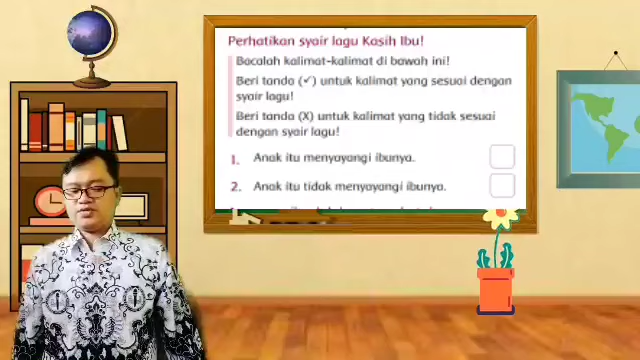 Perhatikan syair lagu Kasih Ibu!
Bacalah kalimat-kalimat di bawah ini!
Beri tanda (✓) untuk kalimat yang sesuai dengan
syair lagu!
Beri tanda (X) untuk kalimat yang tidak sesuai
dengan syair lagu!
1. Anak itu menyayangi ibunya.
2. Anak itu tidak menyayangi ibunya.